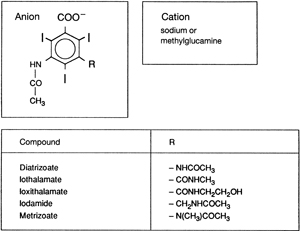 Anion
COO⁻
I
I
R
HN
I
CO
CH₃
Cation
sodium or
methylglucamine
Compound R
Diatrizoate – NHCOCH₃
Iothalamate – CONHCH₃
Ioxithalamate – CONHCH₂CH₂OH
Iodamide – CH₂NHCOCH₃
Metrizoate – N(CH₃)COCH₃